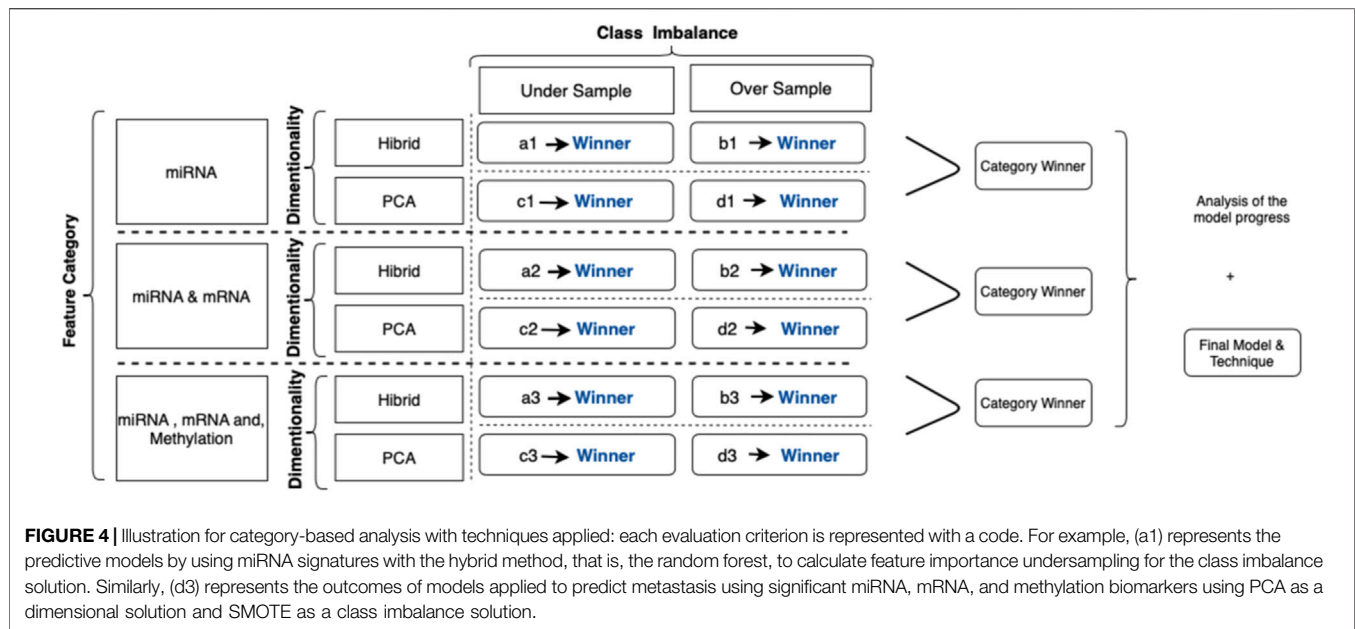 Class Imbalance
Under Sample
Over Sample
Feature Category
miRNA
Dimentionality
Hibrid
a1 → Winner
b1 → Winner
PCA
c1 → Winner
d1 → Winner
Category Winner
miRNA & mRNA
Dimentionality
Hibrid
a2 → Winner
b2 → Winner
PCA
c2 → Winner
d2 → Winner
Category Winner
miRNA , mRNA and,
Methylation
Dimentionality
Hibrid
a3 → Winner
b3 → Winner
PCA
c3 → Winner
d3 → Winner
Category Winner
Analysis of the
model progress
+
Final Model &
Technique
FIGURE 4 | Illustration for category-based analysis with techniques applied: each evaluation criterion is represented with a code. For example, (a1) represents the
predictive models by using miRNA signatures with the hybrid method, that is, the random forest, to calculate feature importance undersampling for the class imbalance
solution. Similarly, (d3) represents the outcomes of models applied to predict metastasis using significant miRNA, mRNA, and methylation biomarkers using PCA as a
dimensional solution and SMOTE as a class imbalance solution.